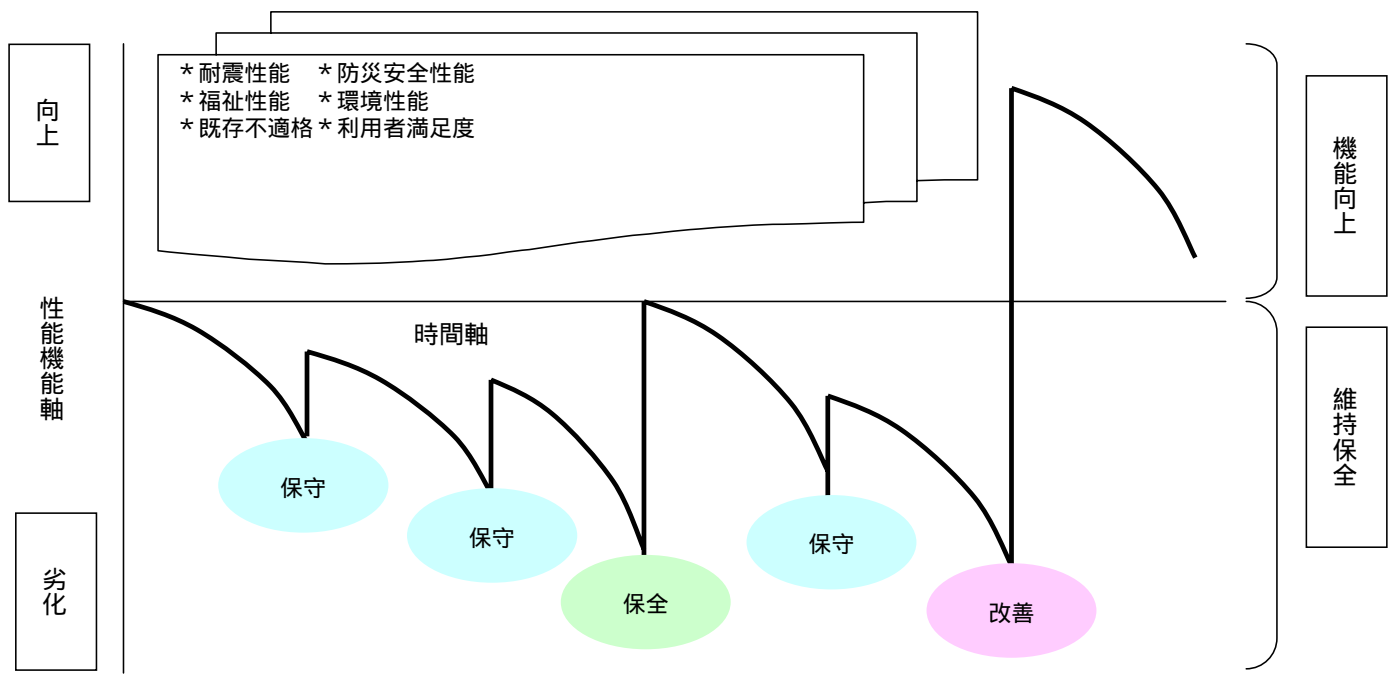 向上
＊耐震性能　＊防災安全性能
＊福祉性能　＊環境性能
＊既存不適格＊利用者満足度
機能向上
性能機能軸
時間軸
維持保全
保守
保守
保全
保守
改善
劣化